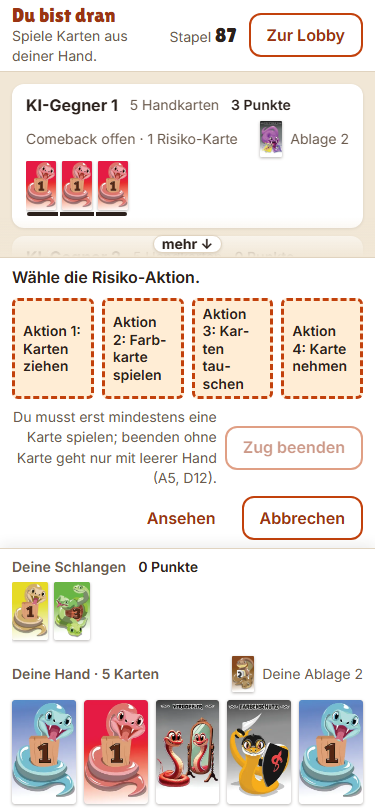 Du bist dran
Spiele Karten aus
deiner Hand.
Stapel 87
Zur Lobby
KI-Gegner 1 5 Handkarten 3 Punkte
Comeback offen · 1 Risiko-Karte
Ablage 2
1 1 1
mehr ↓
Wähle die Risiko-Aktion.
Aktion 1:
Karten
ziehen
Aktion
2: Farb-
karte
spielen
Aktion
3: Kar-
ten
tau-
schen
Aktion
4: Karte
nehmen
Du musst erst mindestens eine
Karte spielen; beenden ohne
Karte geht nur mit leerer Hand
(A5, D12).
Zug beenden
Ansehen
Abbrechen
Deine Schlangen 0 Punkte
1
Deine Hand · 5 Karten
Deine Ablage 2
1 1
FARBENSCHUTZ
1